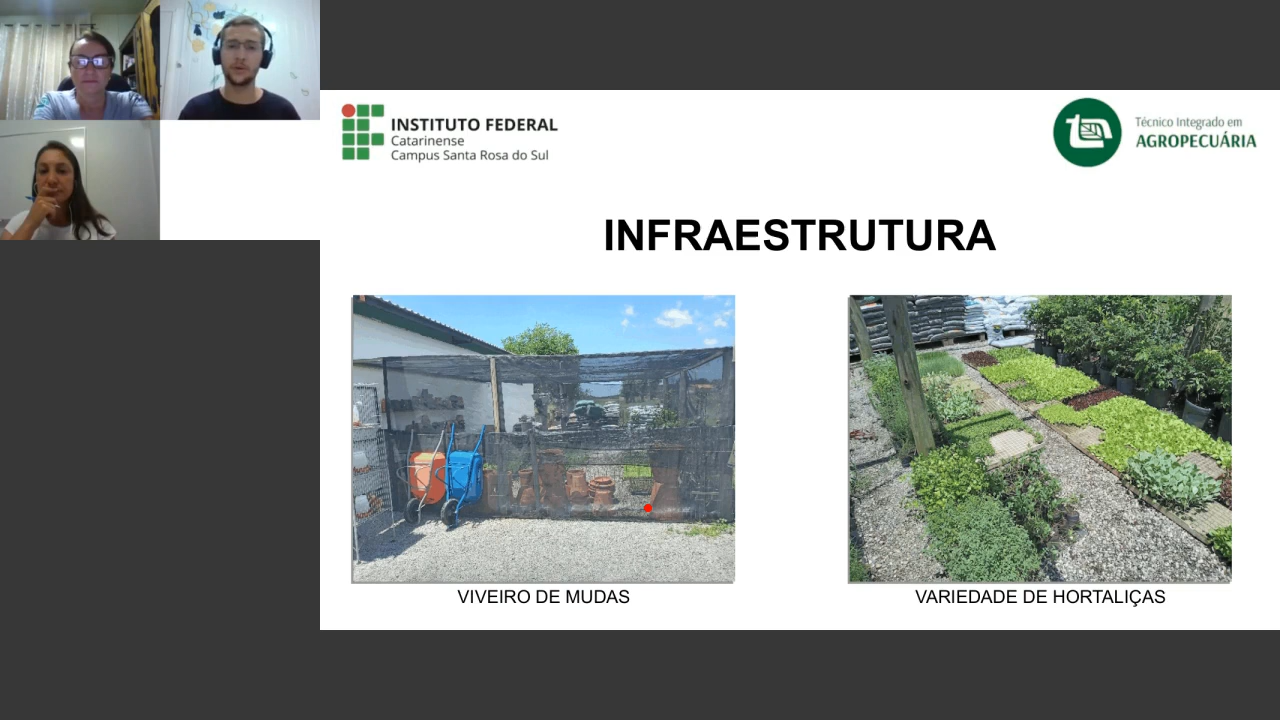 INSTITUTO FEDERAL
Catarinense
Campus Santa Rosa do Sul
Técnico Integrado em
AGROPECUÁRIA
INFRAESTRUTURA
VIVEIRO DE MUDAS
VARIEDADE DE HORTALIÇAS